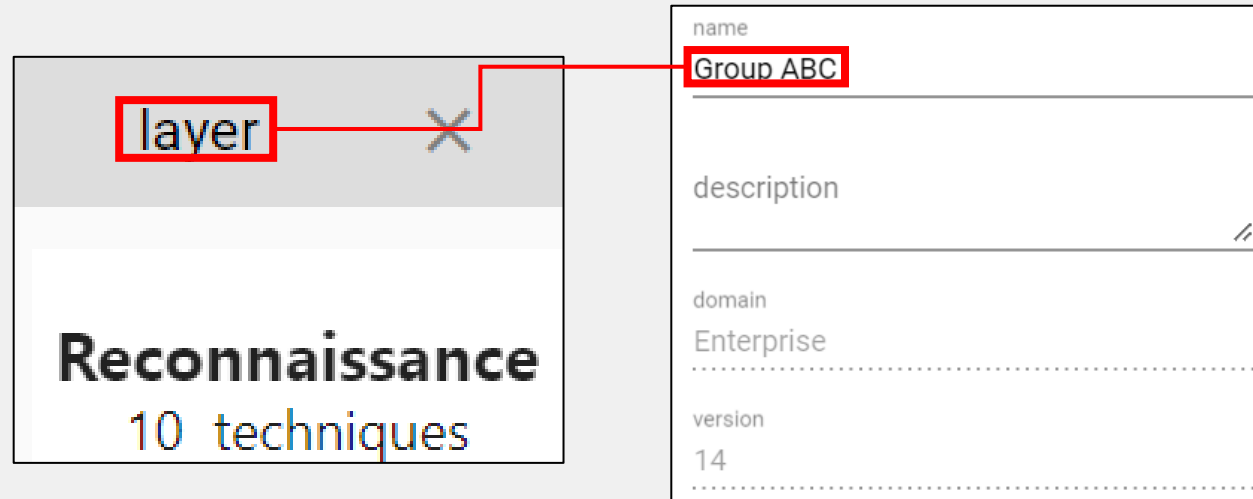 layer
Reconnaissance
10 techniques
name
Group ABC
description
domain
Enterprise
version
14